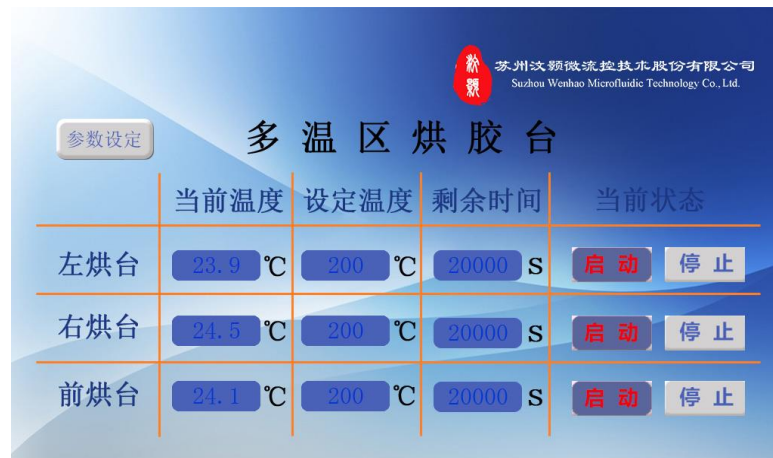 汶颢
苏州汶颢微流控技术股份有限公司
Suzhou Wenhao Microfluidic Technology Co., Ltd.
参数设定
多温区烘胶台
当前温度 设定温度 剩余时间 当前状态
左烘台 23.9 ℃ 200 ℃ 20000 S 启动 停止
右烘台 24.5 ℃ 200 ℃ 20000 S 启动 停止
前烘台 24.1 ℃ 200 ℃ 20000 S 启动 停止